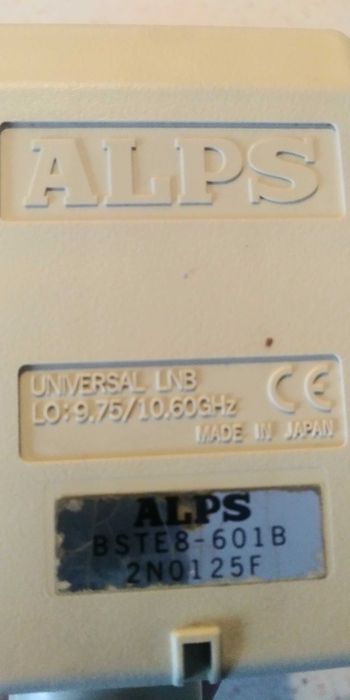 ALPS
UNIVERSAL LNB
LO:9.75/10.60GHz
CE
MADE IN JAPAN
ALPS
BSTE8-601B
2N0125F